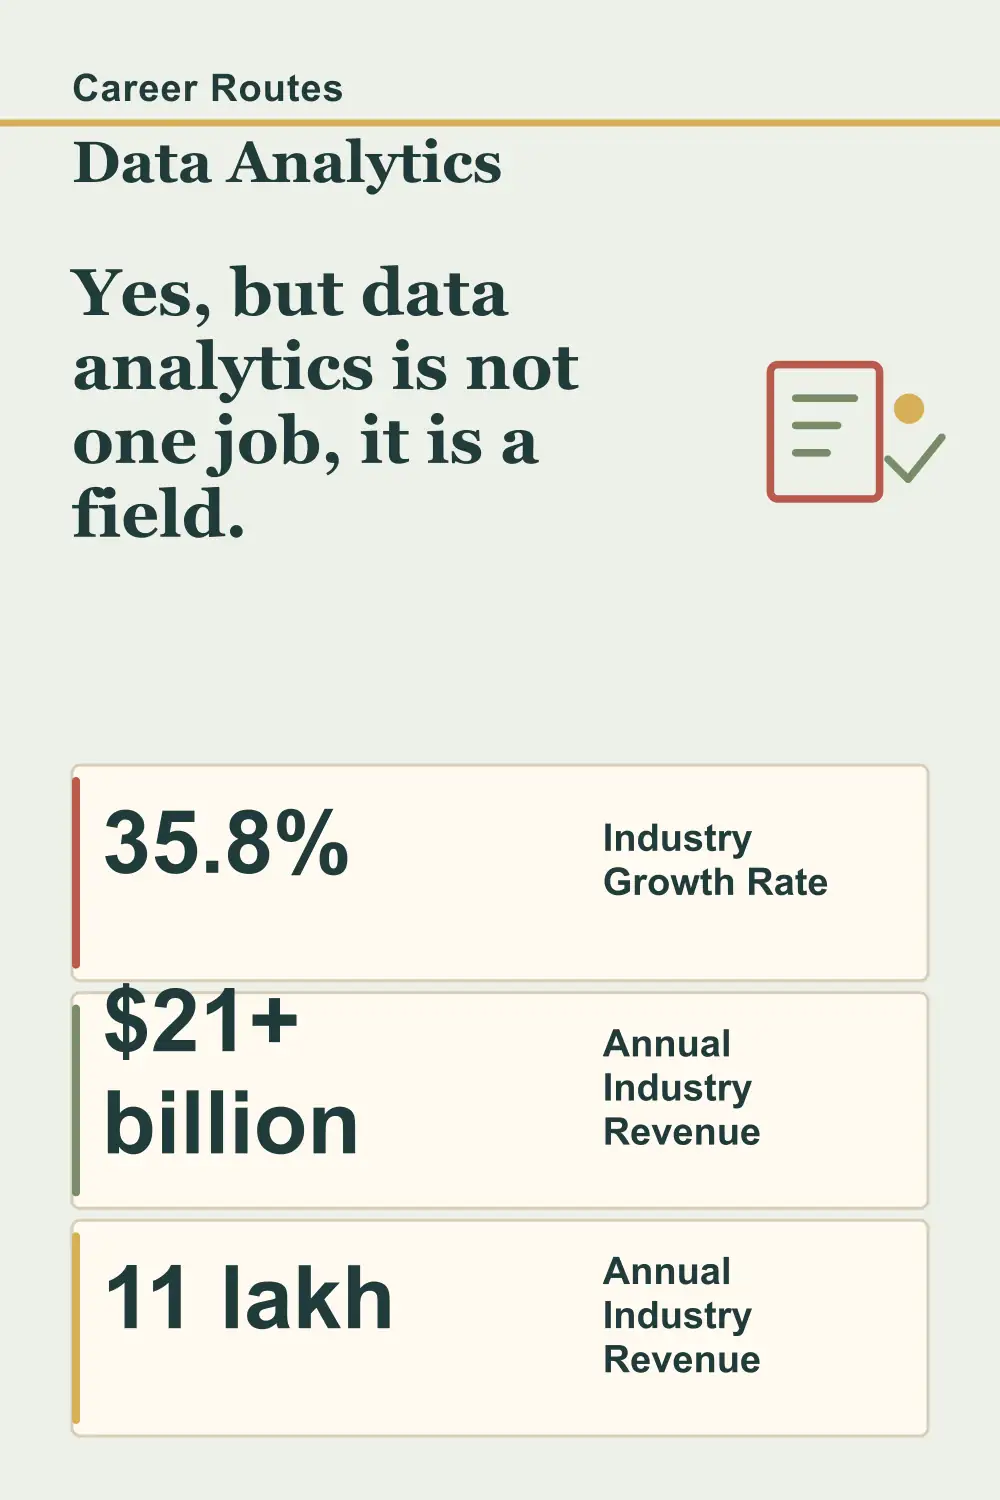 Career Routes
Data Analytics
Yes, but data
analytics is not
one job, it is a
field.
35.8%
Industry
Growth Rate
$21+
billion
Annual
Industry
Revenue
11 lakh
Annual
Industry
Revenue